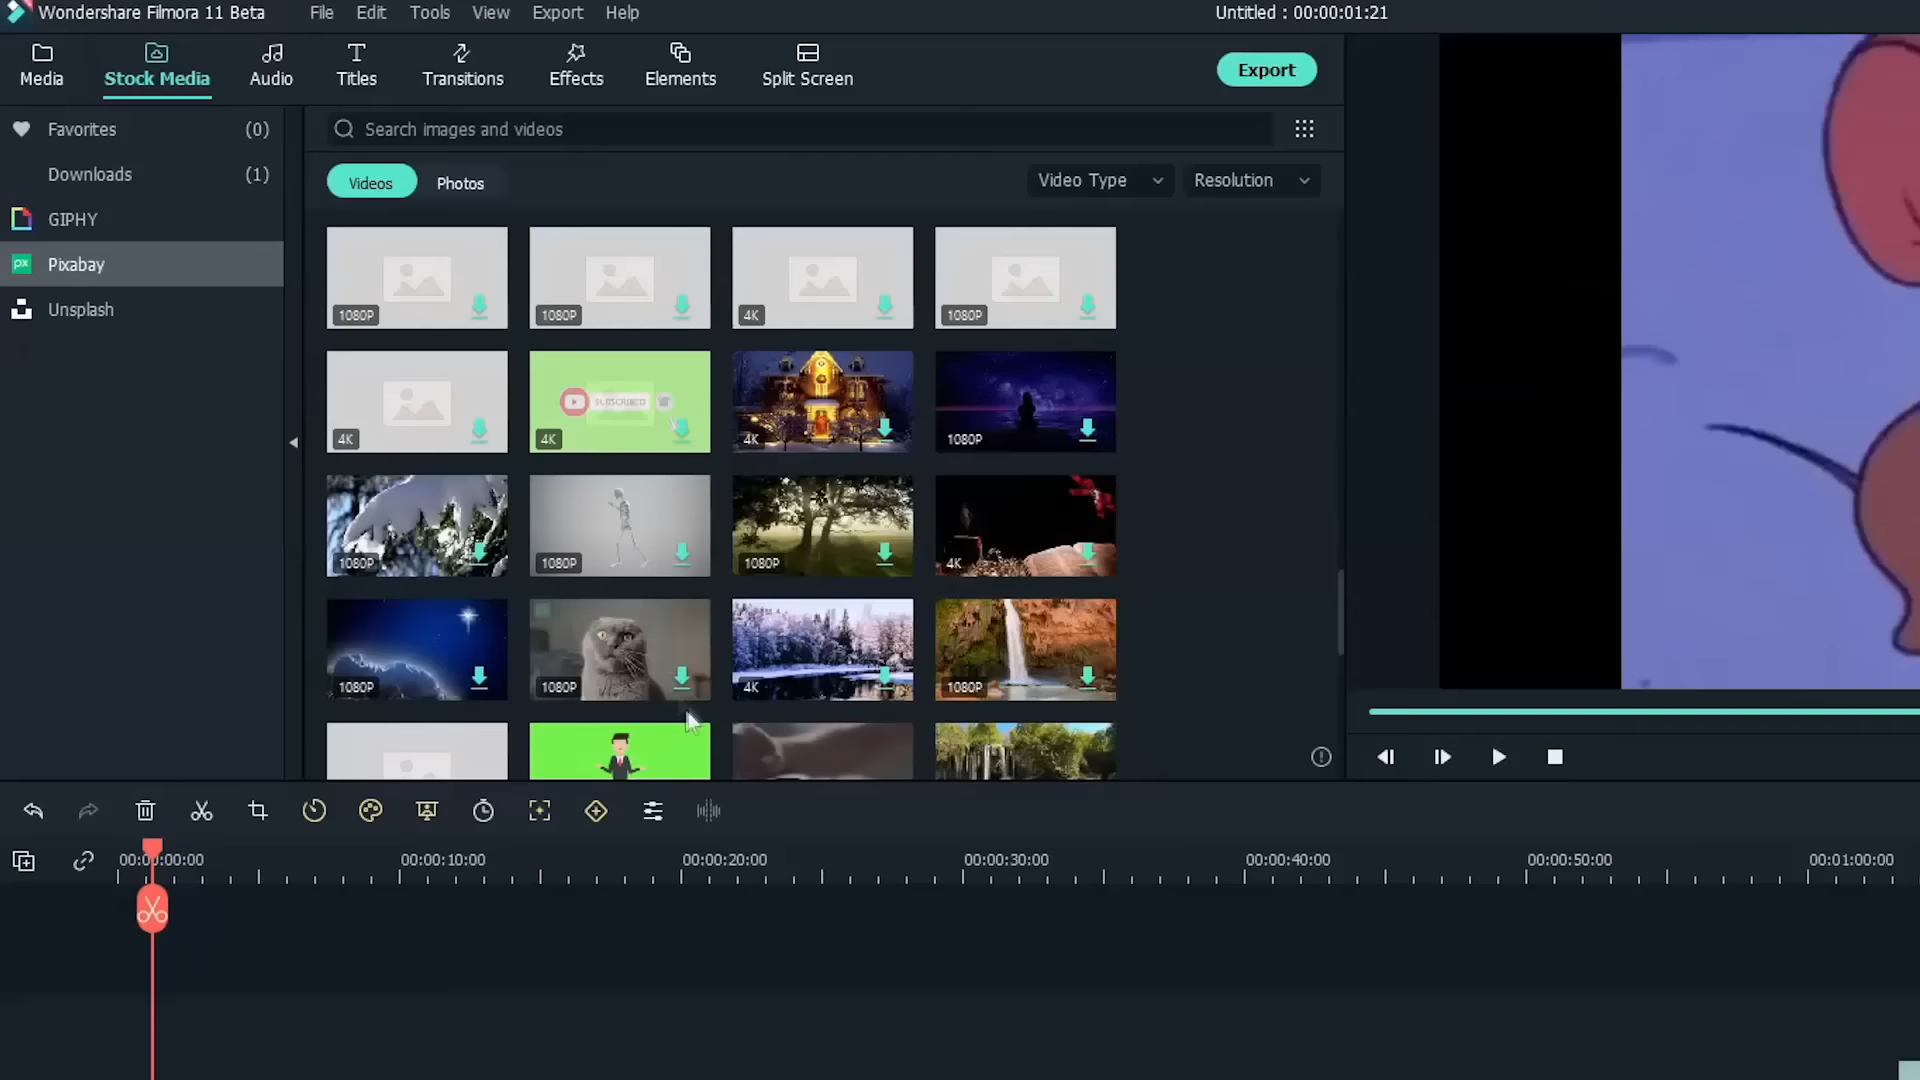 Wondershare Filmora 11 Beta
File Edit Tools View Export Help
Untitled : 00:00:01:21
Media
Stock Media
Audio
Titles
Transitions
Effects
Elements
Split Screen
Export
Favorites (0)
Downloads (1)
GIPHY
px Pixabay
Unsplash
Search images and videos
Videos Photos
Video Type
Resolution
1080P
1080P
4K
1080P
4K
SUBSCRIBED
4K
4K
1080P
1080P
1080P
1080P
4K
1080P
1080P
4K
1080P
00:00:00:00
00:00:10:00
00:00:20:00
00:00:30:00
00:00:40:00
00:00:50:00
00:01:00:00